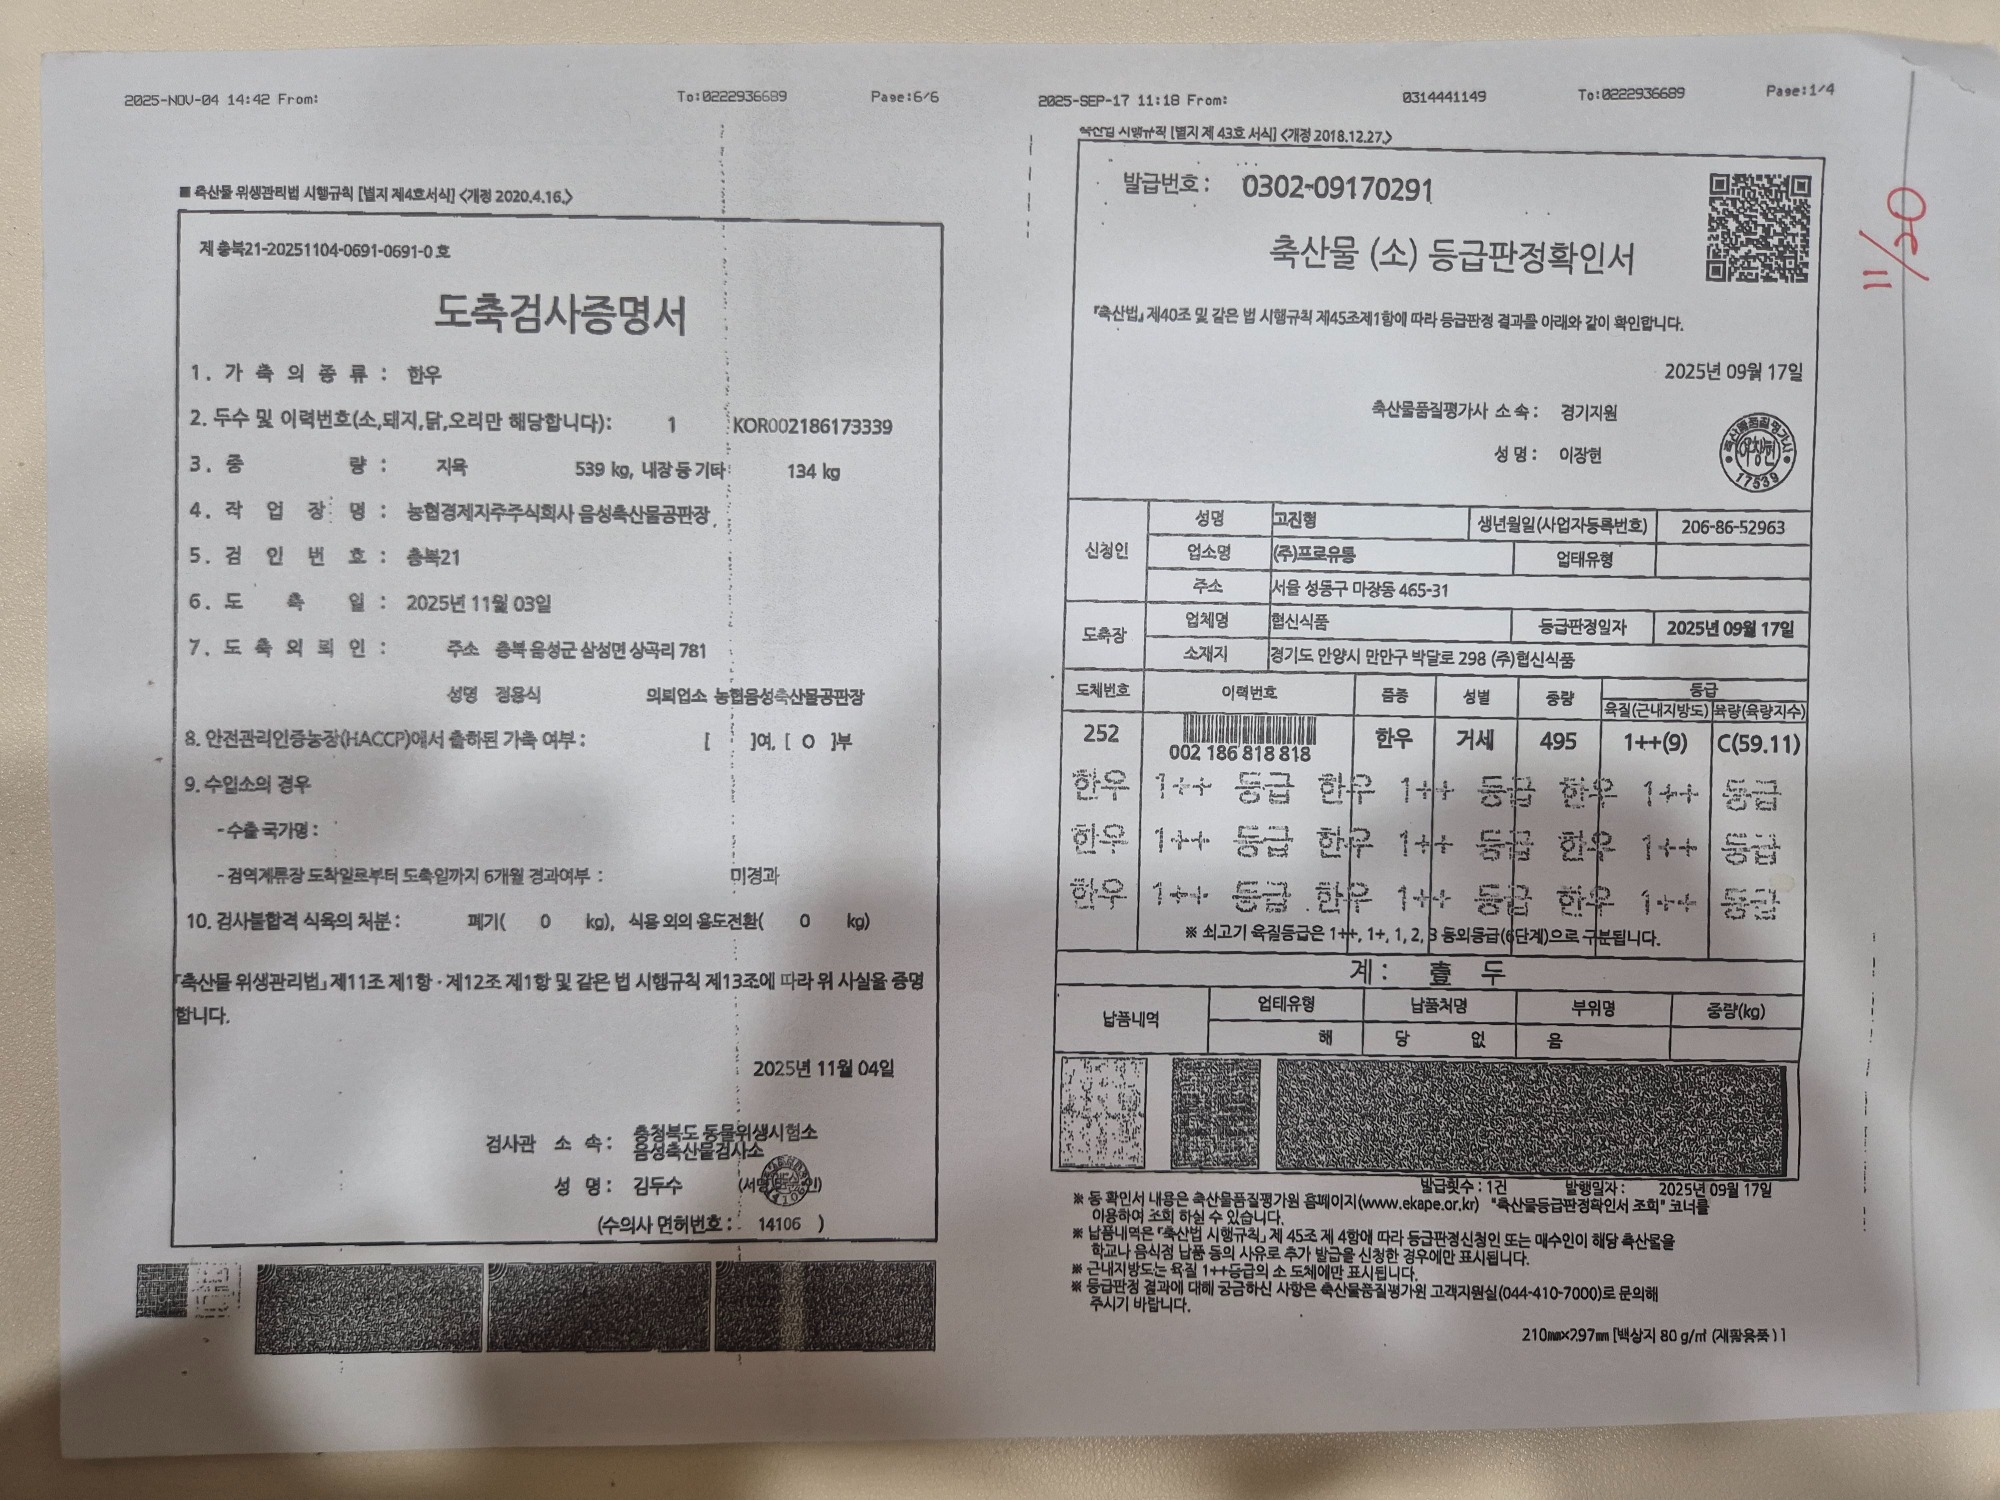 2025-NOV-04 14:42 From: To:0222936689 Page:6/6
■ 축산물 위생관리법 시행규칙 [별지 제4호서식] <개정 2020.4.16.>
제 충북21-20251104-0691-0691-0 호
도축검사증명서
1. 가 축 의 종 류 : 한우
2. 두수 및 이력번호(소,돼지,닭,오리만 해당합니다): 1 KOR002186173339
3. 중 량 : 지육 539 kg, 내장 등 기타 134 kg
4. 작 업 장 명 : 농협경제지주주식회사 음성축산물공판장
5. 검 인 번 호 : 충북21
6. 도 축 일 : 2025년 11월 03일
7. 도 축 의 뢰 인 : 주소 충북 음성군 삼성면 상곡리 781
성명 정용식 의뢰업소 농협음성축산물공판장
8. 안전관리인증농장(HACCP)에서 출하된 가축 여부 : [ ]여, [ O ]부
9. 수입소의 경우
- 수출 국가명 :
- 검역계류장 도착일로부터 도축일까지 6개월 경과여부 : 미경과
10. 검사불합격 식육의 처분 : 폐기( 0 kg), 식용 외의 용도전환( 0 kg)
「축산물 위생관리법」 제11조 제1항 · 제12조 제1항 및 같은 법 시행규칙 제13조에 따라 위 사실을 증명
합니다.
2025년 11월 04일
검사관 소 속 : 충청북도 동물위생시험소
음성축산물검사소
성 명 : 김두수 (서명 인)
(수의사 면허번호 : 14106 )
2025-SEP-17 11:18 From: 0314441149 To:0222936689 Page:1/4
축산법 시행규칙 [별지 제 43호 서식] <개정 2018.12.27.>
발급번호 : 0302-09170291
축산물 (소) 등급판정확인서
「축산법」 제40조 및 같은 법 시행규칙 제45조제1항에 따라 등급판정 결과를 아래와 같이 확인합니다.
2025년 09월 17일
축산물품질평가사 소 속 : 경기지원
성 명 : 이장현
축산물품질평가사 이장현 17539
신청인 성명 고진형 생년월일(사업자등록번호) 206-86-52963
업소명 (주)프로유통 업태유형
주소 서울 성동구 마장동 465-31
도축장 업체명 협신식품 등급판정일자 2025년 09월 17일
소재지 경기도 안양시 만안구 박달로 298 (주)협신식품
도체번호 이력번호 품종 성별 중량 등급
육질(근내지방도) 육량(육량지수)
252 002 186 818 818 한우 거세 495 1++(9) C(59.11)
한우 1++ 등급 한우 1++ 등급 한우 1++ 등급
한우 1++ 등급 한우 1++ 등급 한우 1++ 등급
한우 1++ 등급 한우 1++ 등급 한우 1++ 등급
※ 쇠고기 육질등급은 1++, 1+, 1, 2, 3 등외등급(6단계)으로 구분됩니다.
계 : 壹 두
납품내역 업태유형 납품처명 부위명 중량(kg)
해 당 없 음
발급횟수 : 1건 발행일자 : 2025년 09월 17일
※ 동 확인서 내용은 축산물품질평가원 홈페이지(www.ekape.or.kr) "축산물등급판정확인서 조회" 코너를
이용하여 조회 하실 수 있습니다.
※ 납품내역은 「축산법 시행규칙」 제 45조 제 4항에 따라 등급판정신청인 또는 매수인이 해당 축산물을
학교나 음식점 납품 등의 사유로 추가 발급을 신청한 경우에만 표시됩니다.
※ 근내지방도는 육질 1++등급의 소 도체에만 표시됩니다.
※ 등급판정 결과에 대해 궁금하신 사항은 축산물품질평가원 고객지원실(044-410-7000)로 문의해
주시기 바랍니다.
210㎜×297㎜ [백상지 80 g/㎡ (재활용품)]